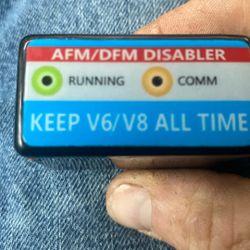 AFM/DFM DISABLER
RUNNING COMM
KEEP V6/V8 ALL TIME